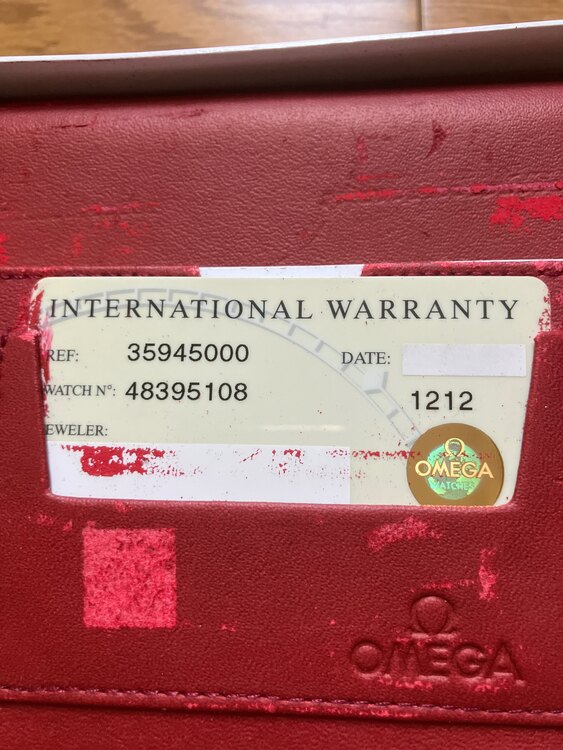 INTERNATIONAL WARRANTY
REF: 35945000 DATE:
WATCH N°: 48395108
1212
EWELER:
OMEGA
WATCHES
OMEGA